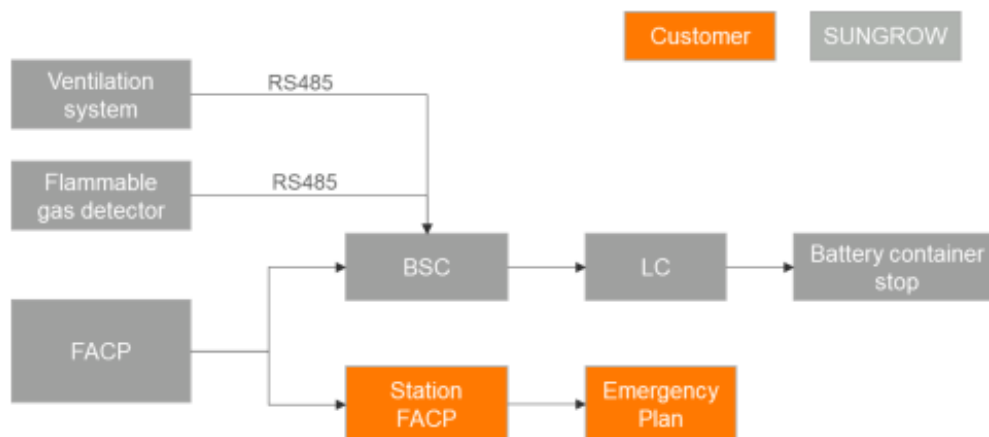 Customer
SUNGROW
Ventilation
system
RS485
Flammable
gas detector
RS485
BSC
LC
Battery container
stop
FACP
Station
FACP
Emergency
Plan